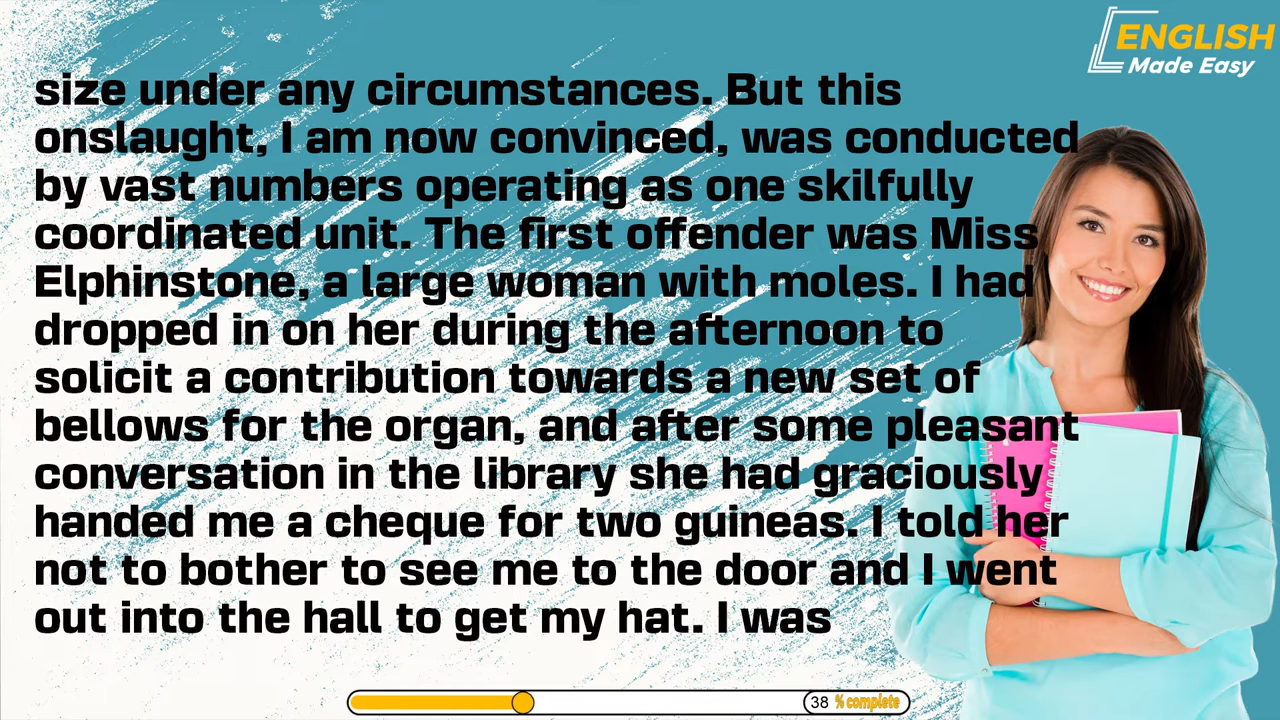 ENGLISH
Made Easy
size under any circumstances. But this
onslaught, I am now convinced, was conducted
by vast numbers operating as one skilfully
coordinated unit. The first offender was Miss
Elphinstone, a large woman with moles. I had
dropped in on her during the afternoon to
solicit a contribution towards a new set of
bellows for the organ, and after some pleasant
conversation in the library she had graciously
handed me a cheque for two guineas. I told her
not to bother to see me to the door and I went
out into the hall to get my hat. I was
38 % complete